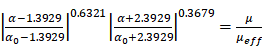 |α−1.3929 / α₀−1.3929|^0.6321 |α+2.3929 / α₀+2.3929|^0.3679 = μ / μ_eff